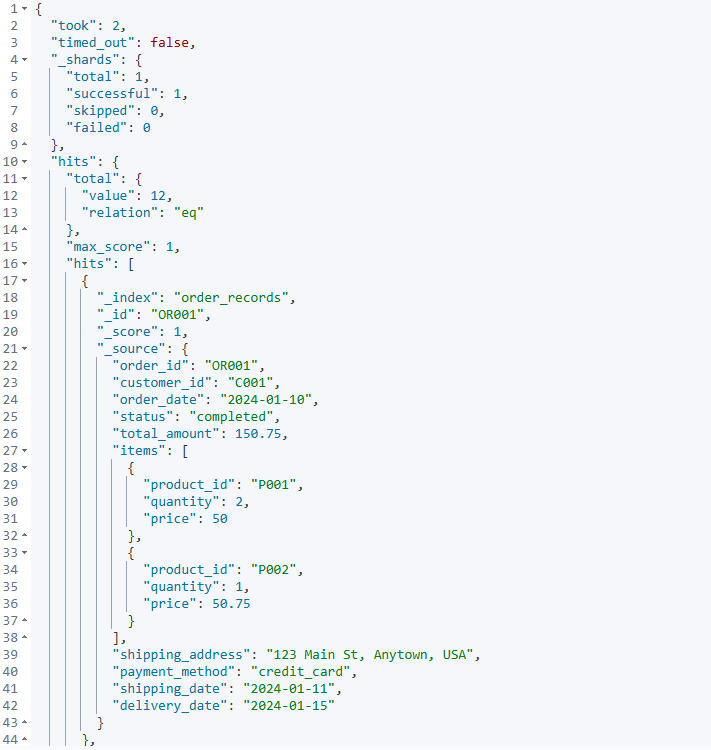 1 {
2   "took": 2,
3   "timed_out": false,
4   "_shards": {
5     "total": 1,
6     "successful": 1,
7     "skipped": 0,
8     "failed": 0
9   },
10   "hits": {
11     "total": {
12       "value": 12,
13       "relation": "eq"
14     },
15     "max_score": 1,
16     "hits": [
17       {
18         "_index": "order_records",
19         "_id": "OR001",
20         "_score": 1,
21         "_source": {
22           "order_id": "OR001",
23           "customer_id": "C001",
24           "order_date": "2024-01-10",
25           "status": "completed",
26           "total_amount": 150.75,
27           "items": [
28             {
29               "product_id": "P001",
30               "quantity": 2,
31               "price": 50
32             },
33             {
34               "product_id": "P002",
35               "quantity": 1,
36               "price": 50.75
37             }
38           ],
39           "shipping_address": "123 Main St, Anytown, USA",
40           "payment_method": "credit_card",
41           "shipping_date": "2024-01-11",
42           "delivery_date": "2024-01-15"
43         }
44       },